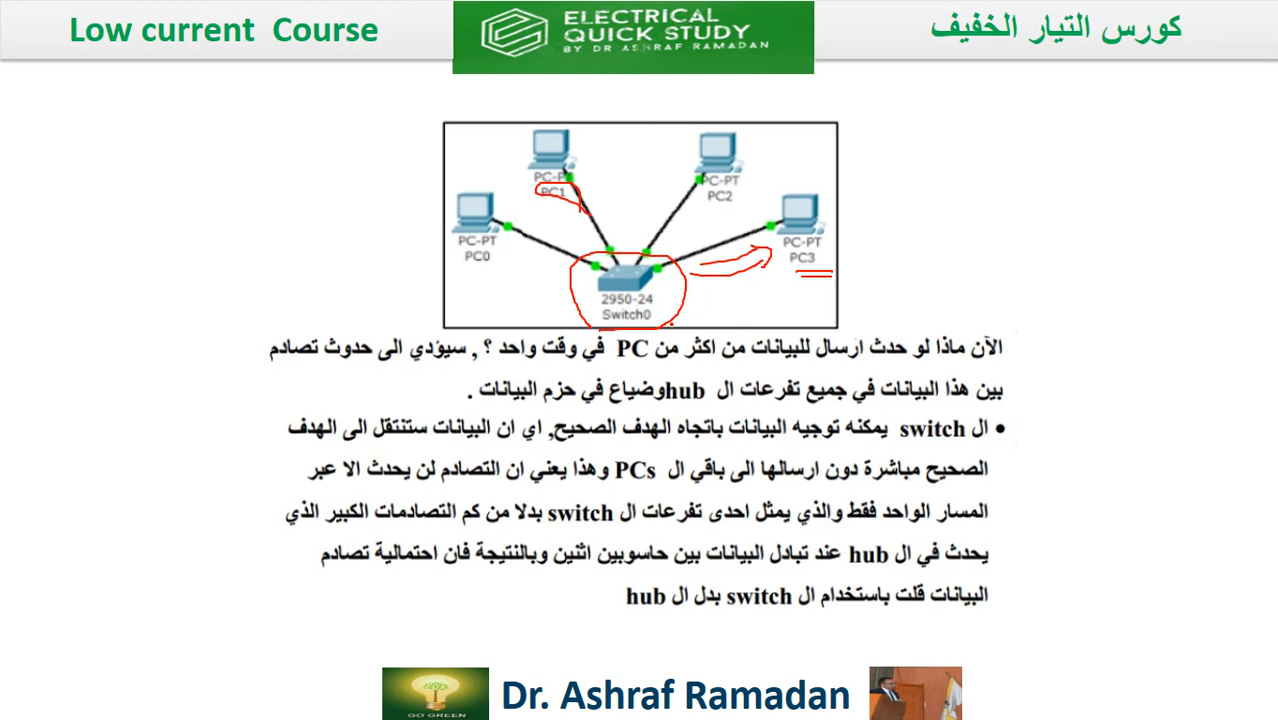 Low current Course
ELECTRICAL
QUICK STUDY
BY DR ASHRAF RAMADAN
كورس التيار الخفيف
PC-PT
PC1
PC-PT
PC2
PC-PT
PC0
PC-PT
PC3
2950-24
Switch0
الآن ماذا لو حدث ارسال للبيانات من اكثر من PC في وقت واحد ؟ , سيؤدي الى حدوث تصادم
بين هذا البيانات في جميع تفرعات ال hub وضياع في حزم البيانات .
• ال switch يمكنه توجيه البيانات باتجاه الهدف الصحيح, اي ان البيانات ستنتقل الى الهدف
الصحيح مباشرة دون ارسالها الى باقي ال PCs وهذا يعني ان التصادم لن يحدث الا عبر
المسار الواحد فقط والذي يمثل احدى تفرعات ال switch بدلا من كم التصادمات الكبير الذي
يحدث في ال hub عند تبادل البيانات بين حاسوبين اثنين وبالنتيجة فان احتمالية تصادم
البيانات قلت باستخدام ال switch بدل ال hub
GO GREEN
Dr. Ashraf Ramadan